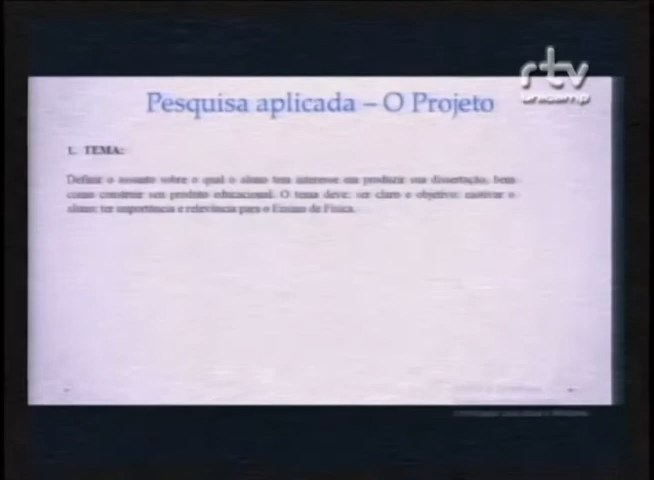 rtv
unicamp
Pesquisa aplicada – O Projeto
1. TEMA:
Definir o assunto sobre o qual o aluno tem interesse em produzir sua dissertação, bem
como construir seu produto educacional. O tema deve: ser claro e objetivo; motivar o
aluno; ter importância e relevância para o Ensino de Física.